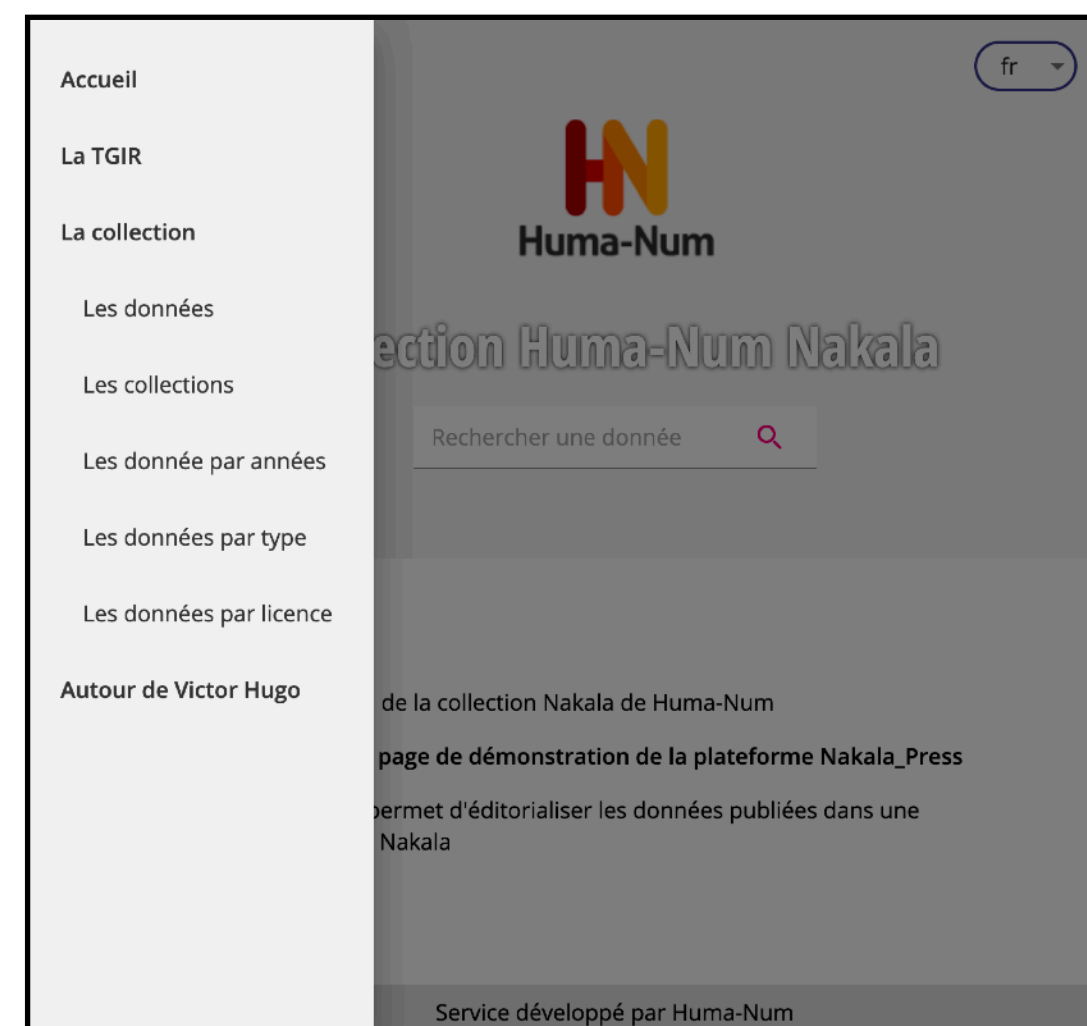 Accueil
La TGIR
La collection
Les données
Les collections
Les donnée par années
Les données par type
Les données par licence
Autour de Victor Hugo
fr
HN
Huma-Num
ection Huma-Num Nakala
Rechercher une donnée
de la collection Nakala de Huma-Num
page de démonstration de la plateforme Nakala_Press
permet d'éditorialiser les données publiées dans une
Nakala
Service développé par Huma-Num